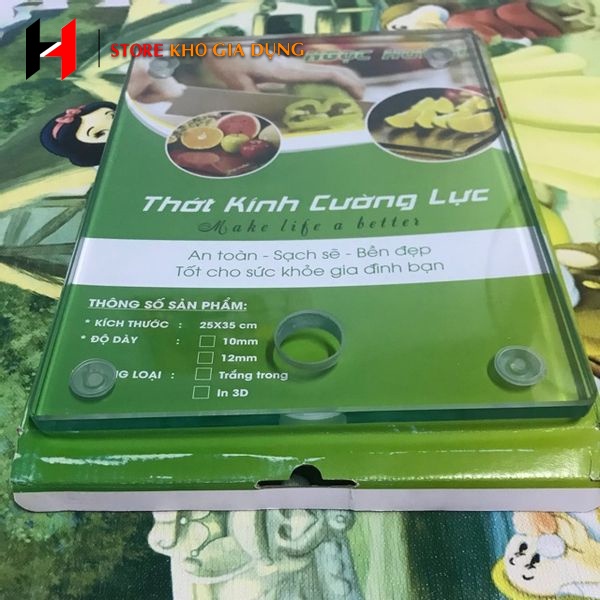 STORE KHO GIA DỤNG
Thớt Kính Cường Lực
Make life a better
An toàn - Sạch sẽ - Bền đẹp
Tốt cho sức khỏe gia đình bạn
THÔNG SỐ SẢN PHẨM:
* KÍCH THƯỚC : 25X35 cm
* ĐỘ DÀY : 10mm
12mm
LOẠI : Trắng trong
In 3D